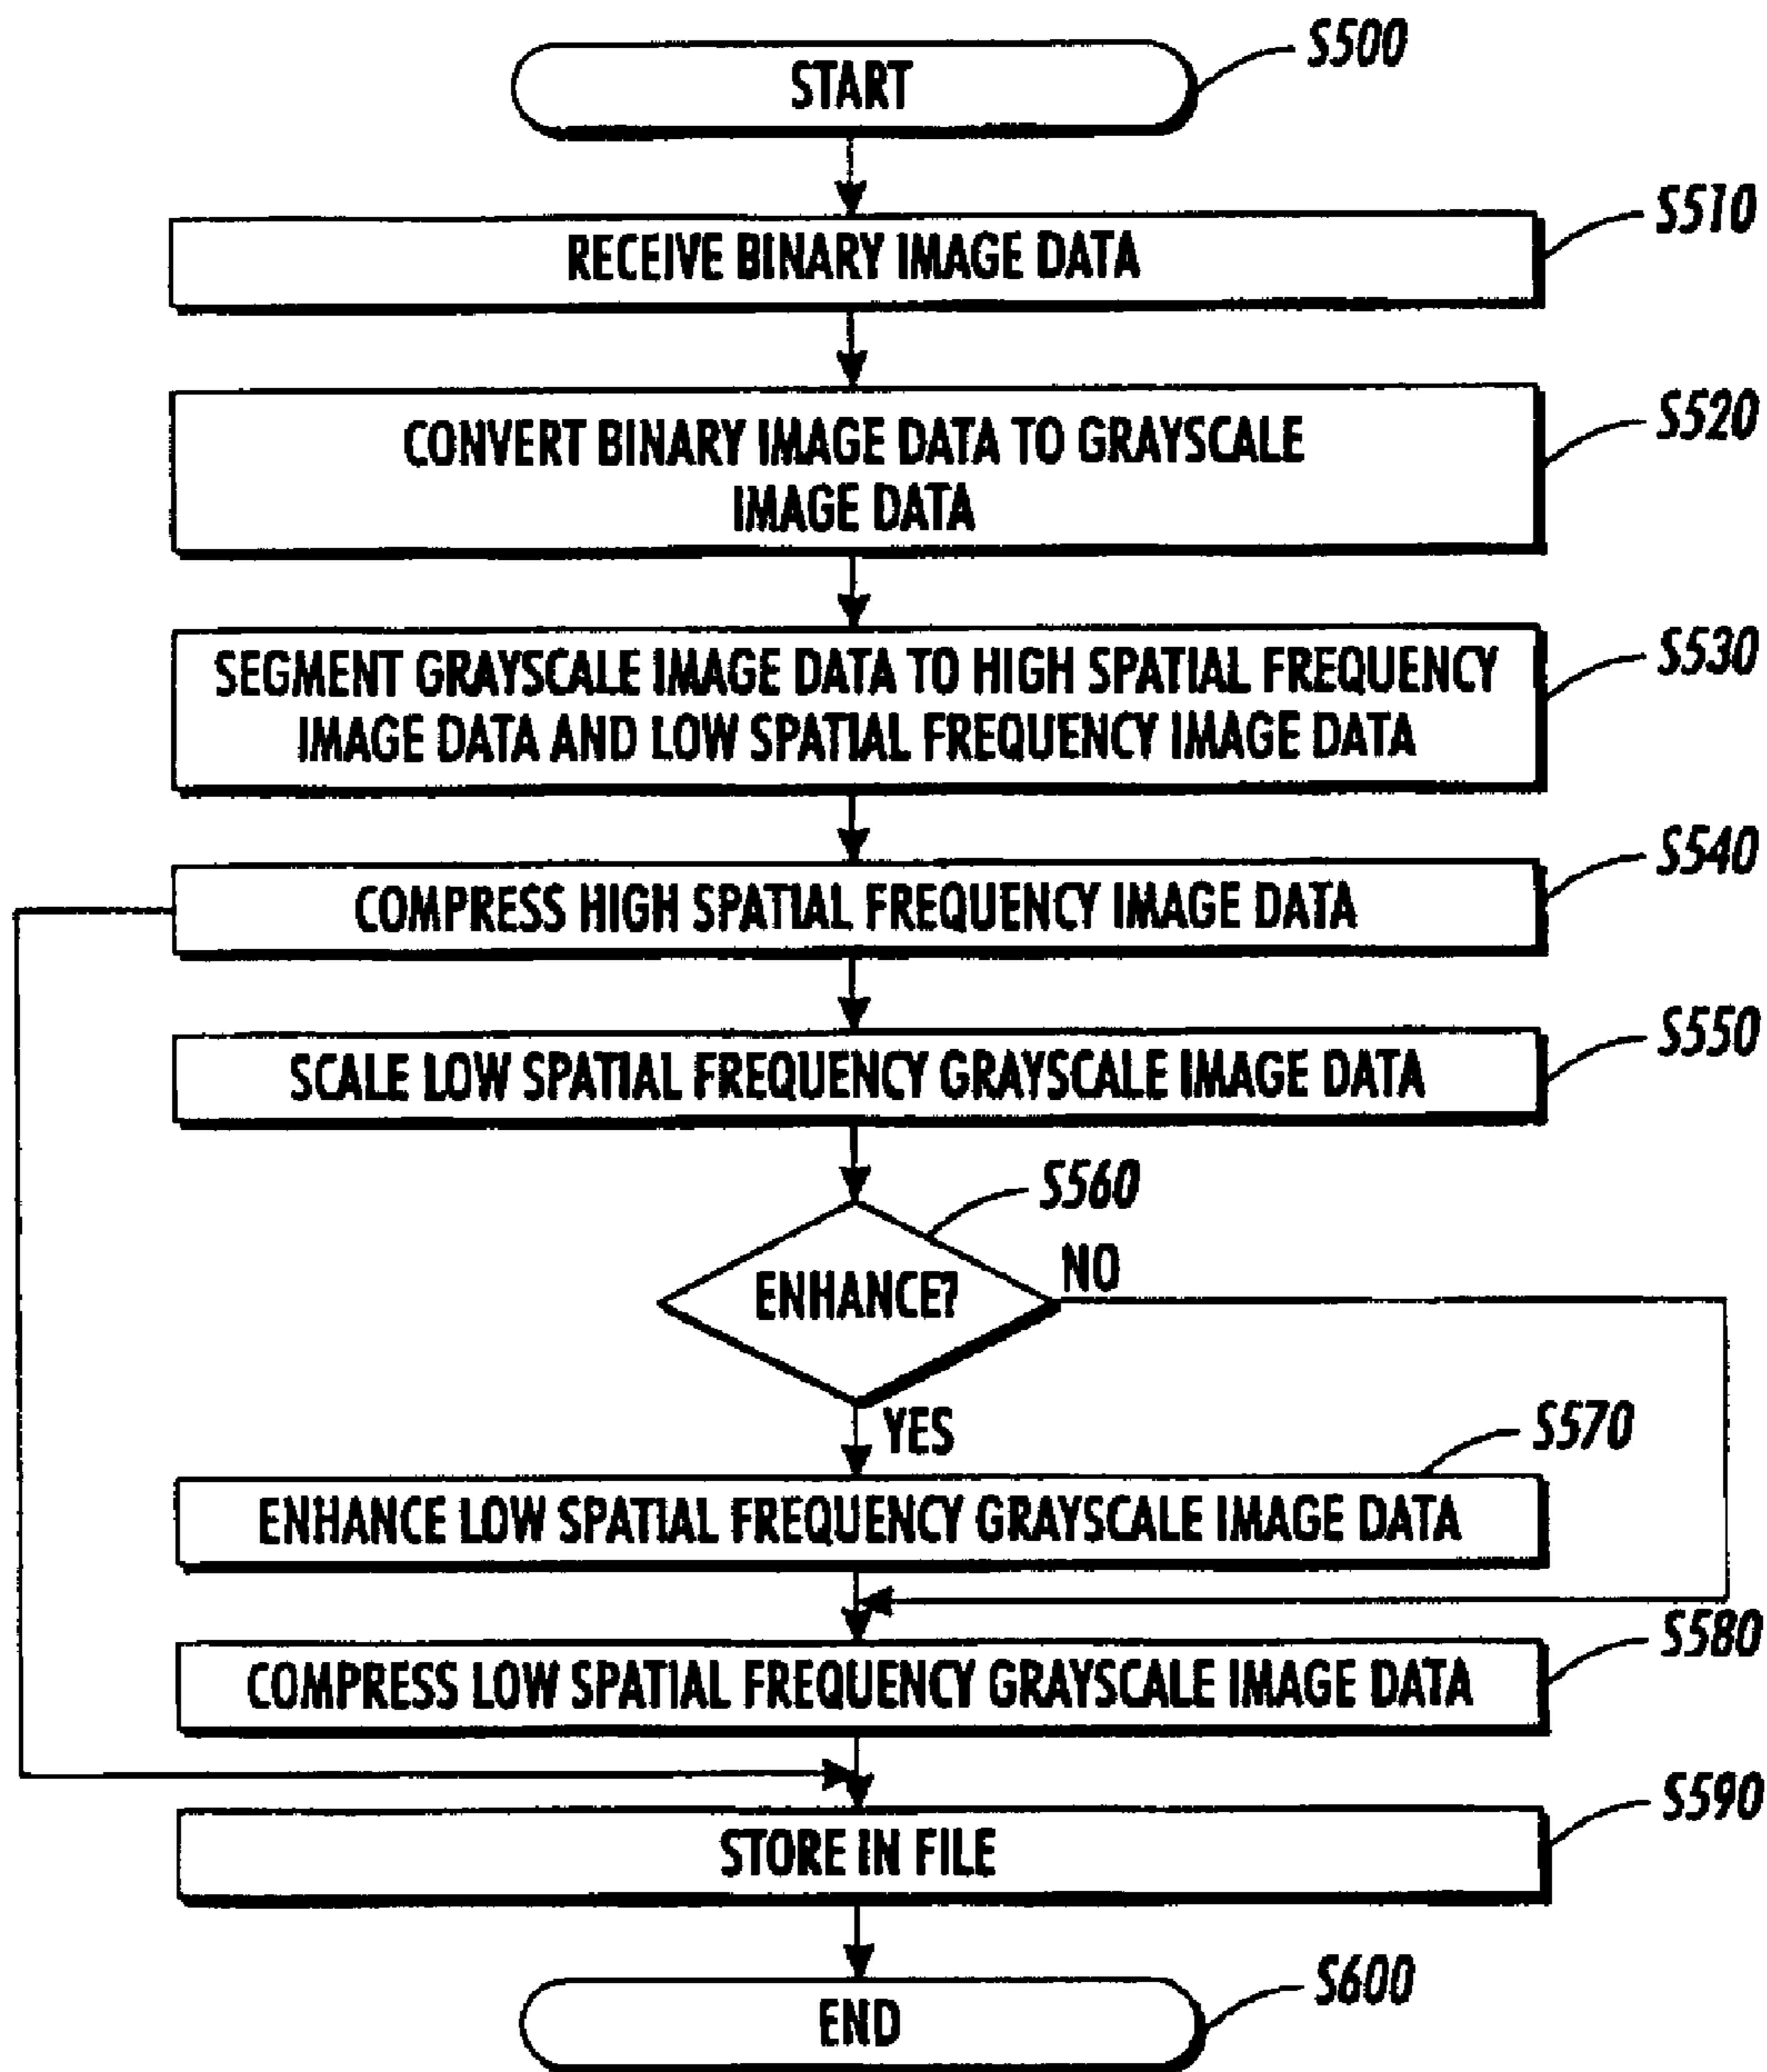 START
S500
RECEIVE BINARY IMAGE DATA
S510
CONVERT BINARY IMAGE DATA TO GRAYSCALE
IMAGE DATA
S520
SEGMENT GRAYSCALE IMAGE DATA TO HIGH SPATIAL FREQUENCY
IMAGE DATA AND LOW SPATIAL FREQUENCY IMAGE DATA
S530
COMPRESS HIGH SPATIAL FREQUENCY IMAGE DATA
S540
SCALE LOW SPATIAL FREQUENCY GRAYSCALE IMAGE DATA
S550
ENHANCE?
S560
NO
YES
ENHANCE LOW SPATIAL FREQUENCY GRAYSCALE IMAGE DATA
S570
COMPRESS LOW SPATIAL FREQUENCY GRAYSCALE IMAGE DATA
S580
STORE IN FILE
S590
END
S600